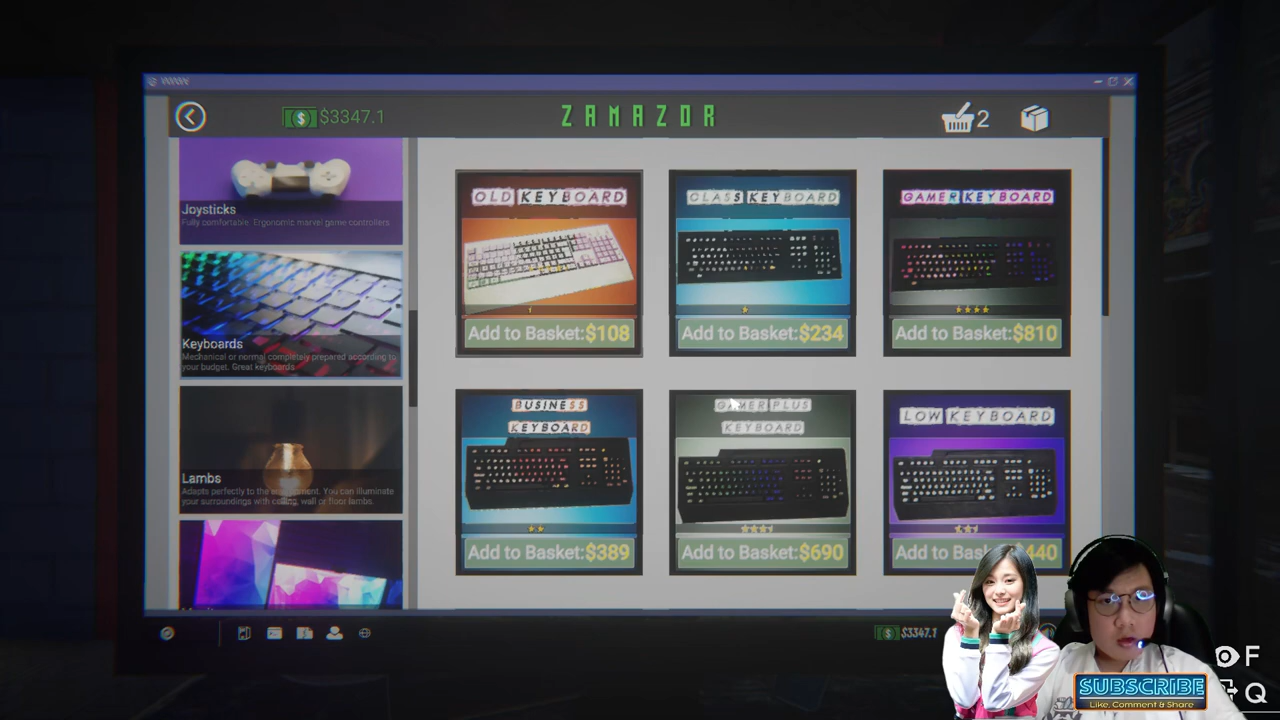 WWW
$3347.1
ZAMAZOR
2
Joysticks
Fully comfortable. Ergonomic marvel game controllers.
Keyboards
Mechanical or normal completely prepared according to
your budget. Great keyboards
Lambs
Adapts perfectly to the environment. You can illuminate
your surroundings with ceiling, wall or floor lambs.
OLD KEYBOARD
Add to Basket:$108
CLASS KEYBOARD
Add to Basket:$234
GAMER KEYBOARD
Add to Basket:$810
BUSINESS
KEYBOARD
Add to Basket:$389
GAMER PLUS
KEYBOARD
Add to Basket:$690
LOW KEYBOARD
Add to Bask 440
$3347.1
F
Q
SUBSCRIBE
Like, Comment & Share